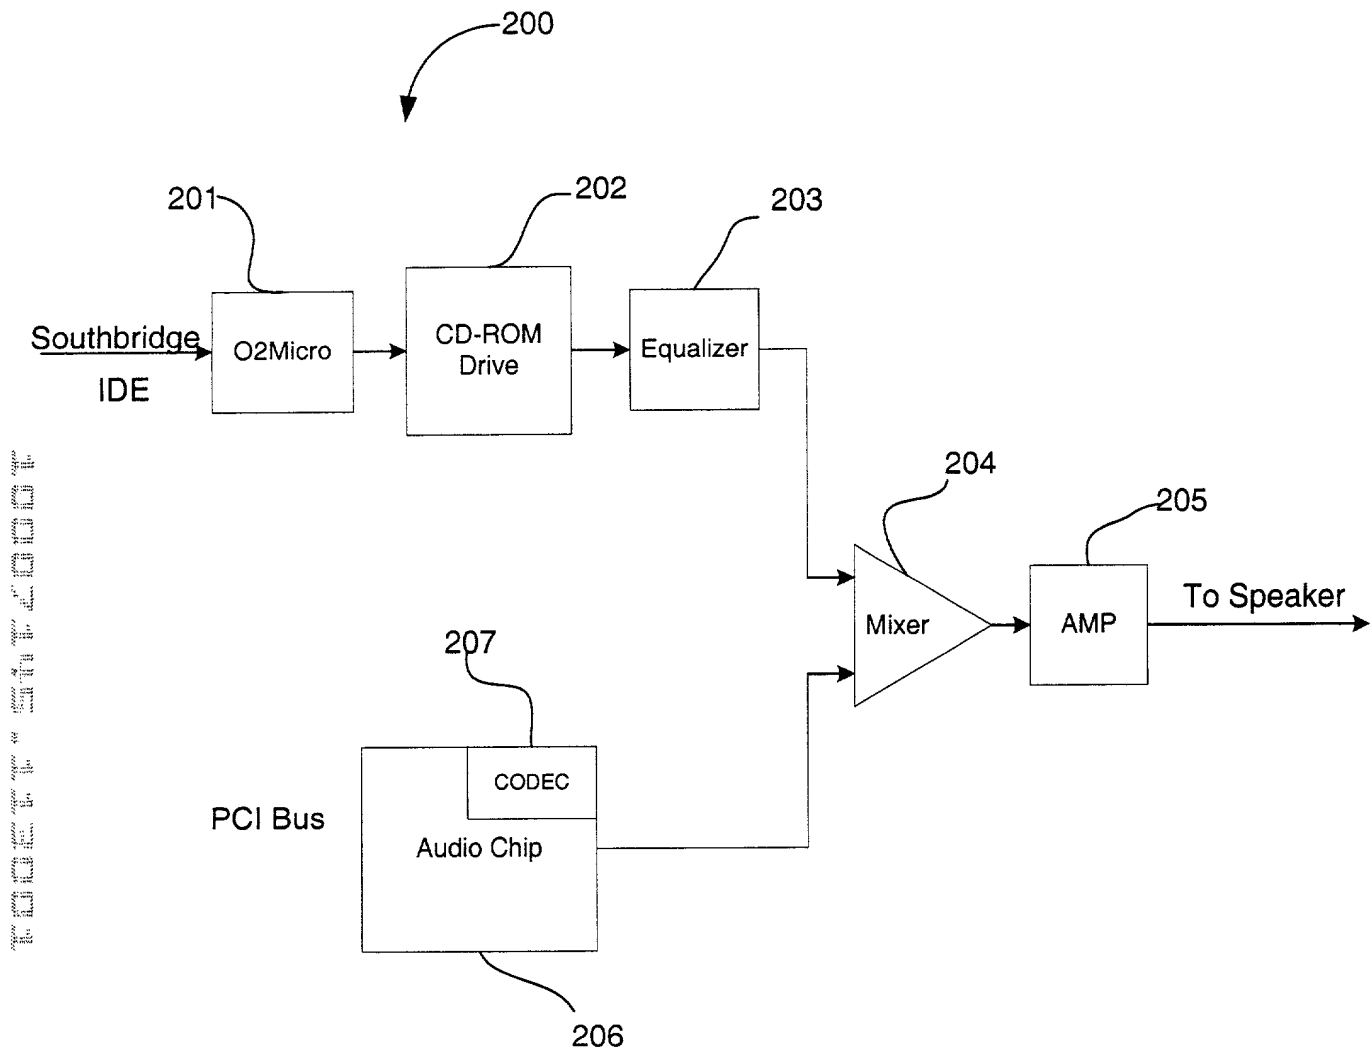 200
201
202
203
Southbridge
IDE
O2Micro
CD-ROM
Drive
Equalizer
204
205
Mixer
AMP
To Speaker
207
CODEC
PCI Bus
Audio Chip
206